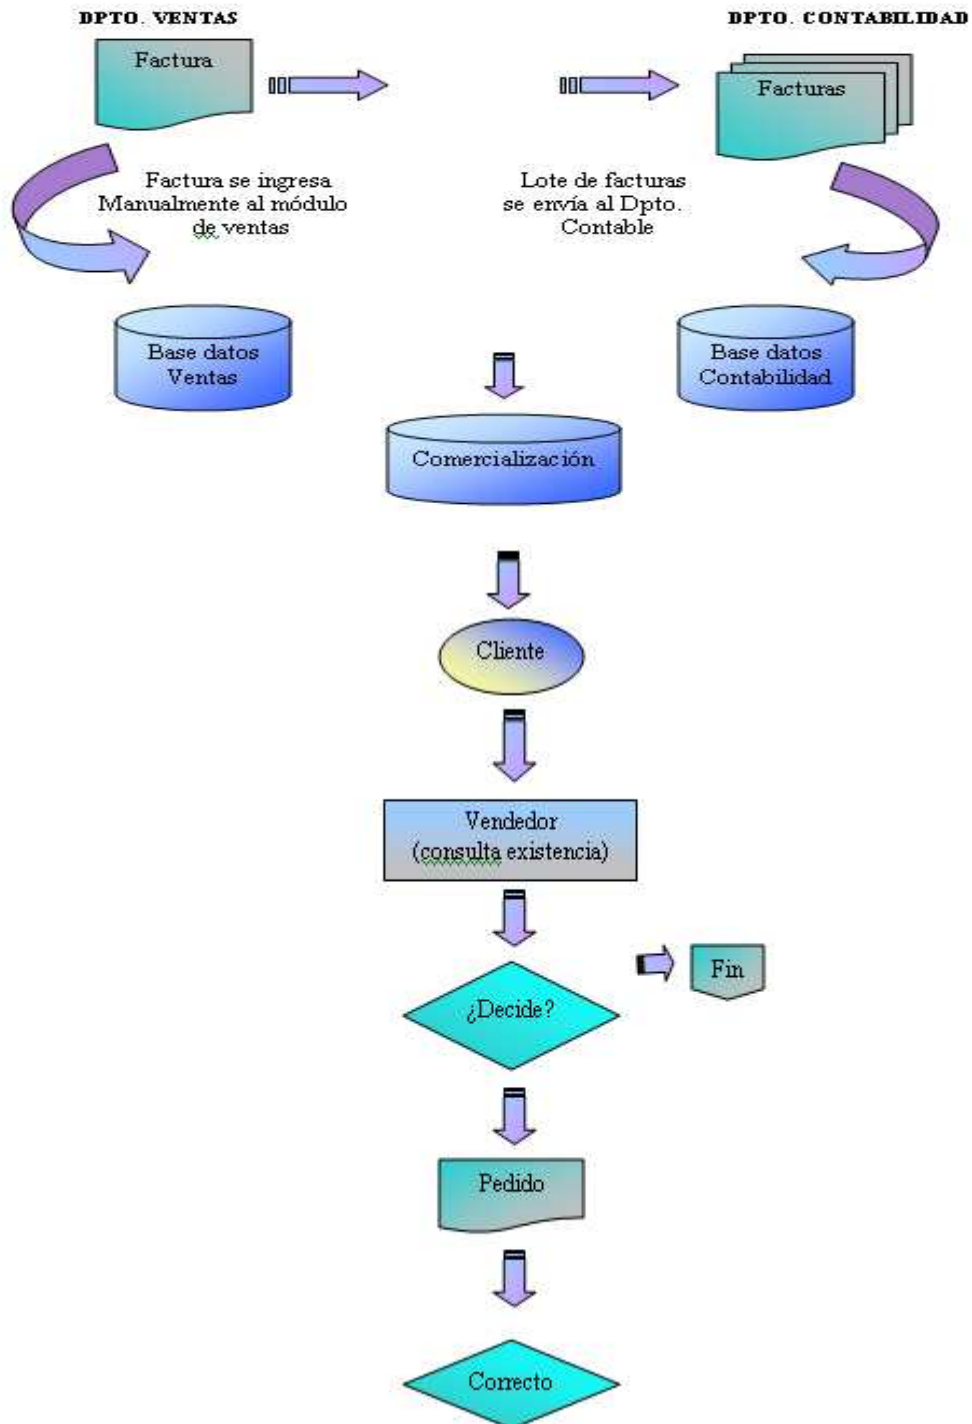 DPTO. VENTAS
DPTO. CONTABILIDAD
Factura
Facturas
Factura se ingresa
Manualmente al módulo
de ventas
Lote de facturas
se envía al Dpto.
Contable
Base datos
Ventas
Base datos
Contabilidad
Comercialización
Cliente
Vendedor
(consulta existencia)
Fin
¿Decide?
Pedido
Correcto